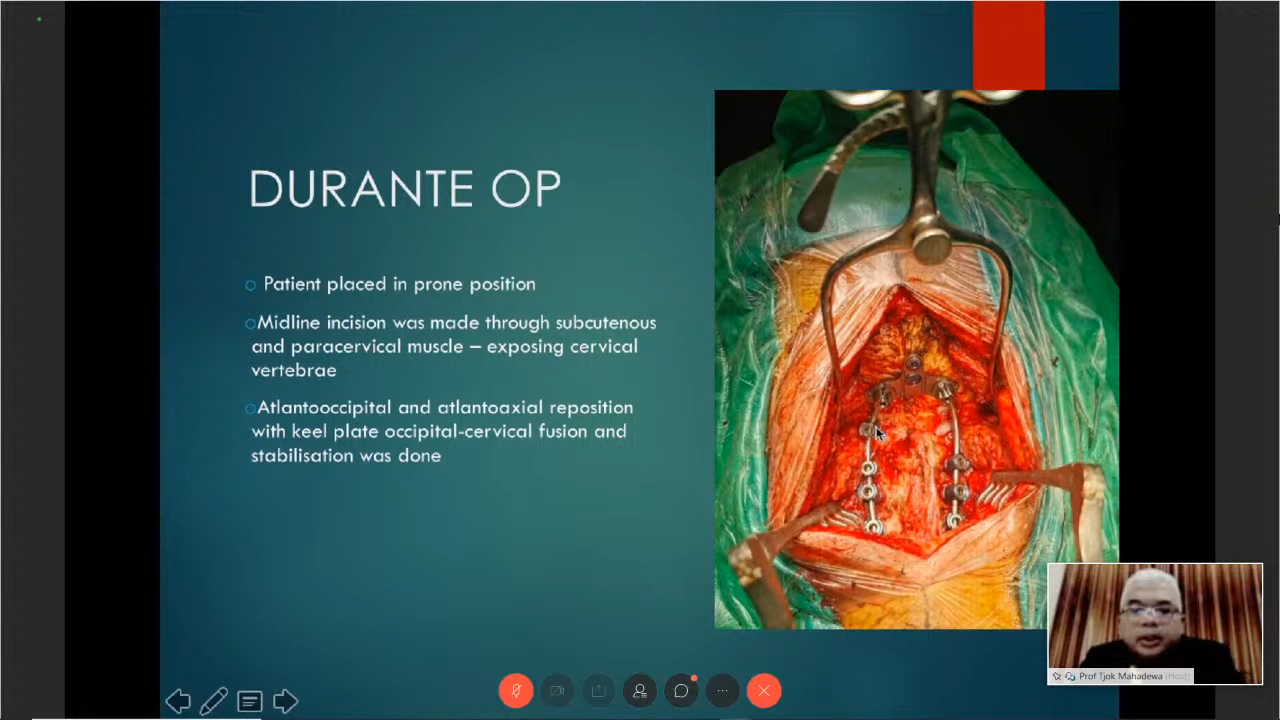 DURANTE OP
Patient placed in prone position
Midline incision was made through subcutenous
and paracervical muscle – exposing cervical
vertebrae
Atlantooccipital and atlantoaxial reposition
with keel plate occipital-cervical fusion and
stabilisation was done
Prof Tjok Mahadewa (Host)